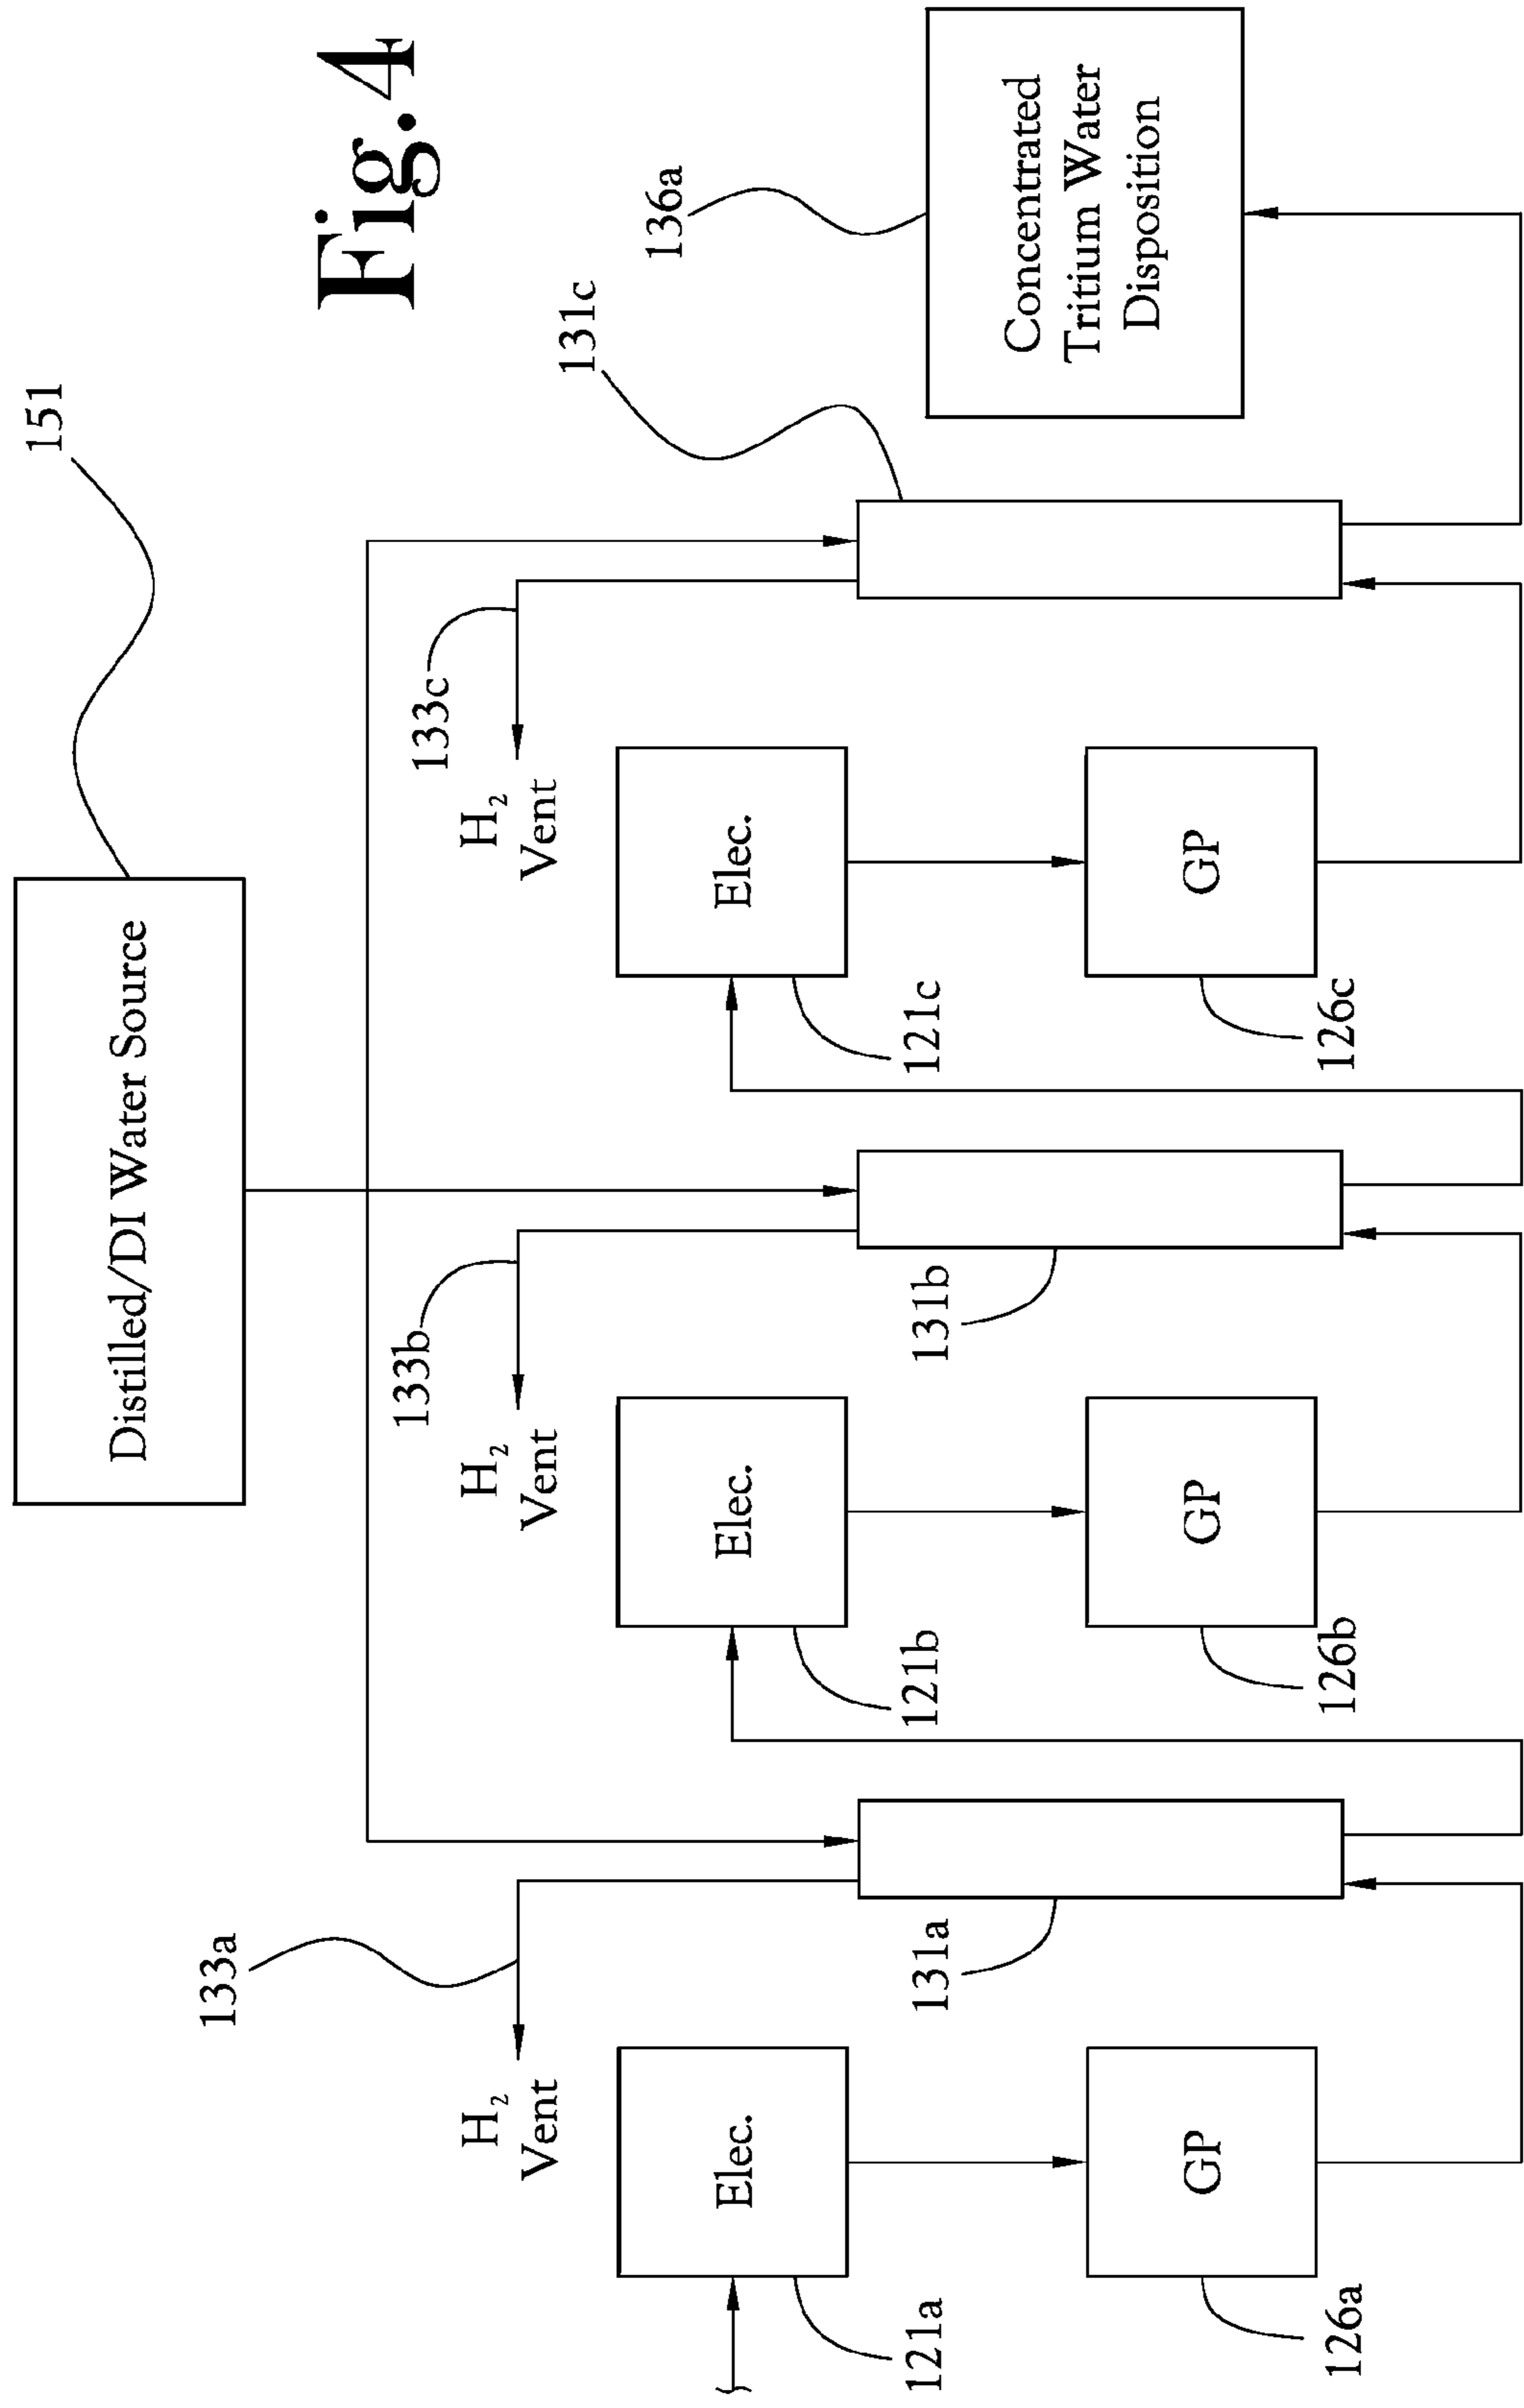 Distilled/DI Water Source
151
Fig.4
133a
133b
133c
131c
136a
H₂
Vent
H₂
Vent
H₂
Vent
Elec.
Elec.
Elec.
Concentrated
Tritium Water
Disposition
121a
131a
121b
131b
121c
GP
GP
GP
126a
126b
126c